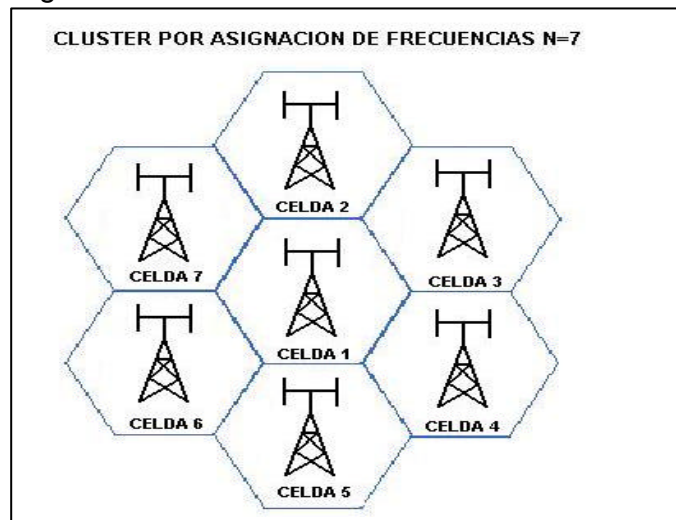 CLUSTER POR ASIGNACION DE FRECUENCIAS N=7
CELDA 2
CELDA 7
CELDA 3
CELDA 1
CELDA 6
CELDA 4
CELDA 5